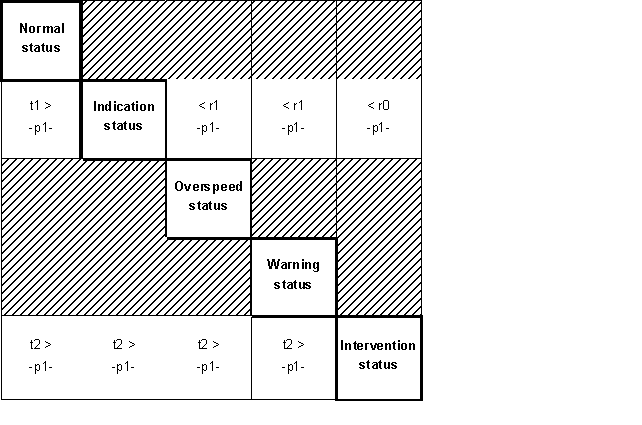 Normal
status
t1 > Indication < r1 < r1 < r0
-p1- status -p1- -p1- -p1-
Overspeed
status
Warning
status
t2 > t2 > t2 > t2 > Intervention
-p1- -p1- -p1- -p1- status